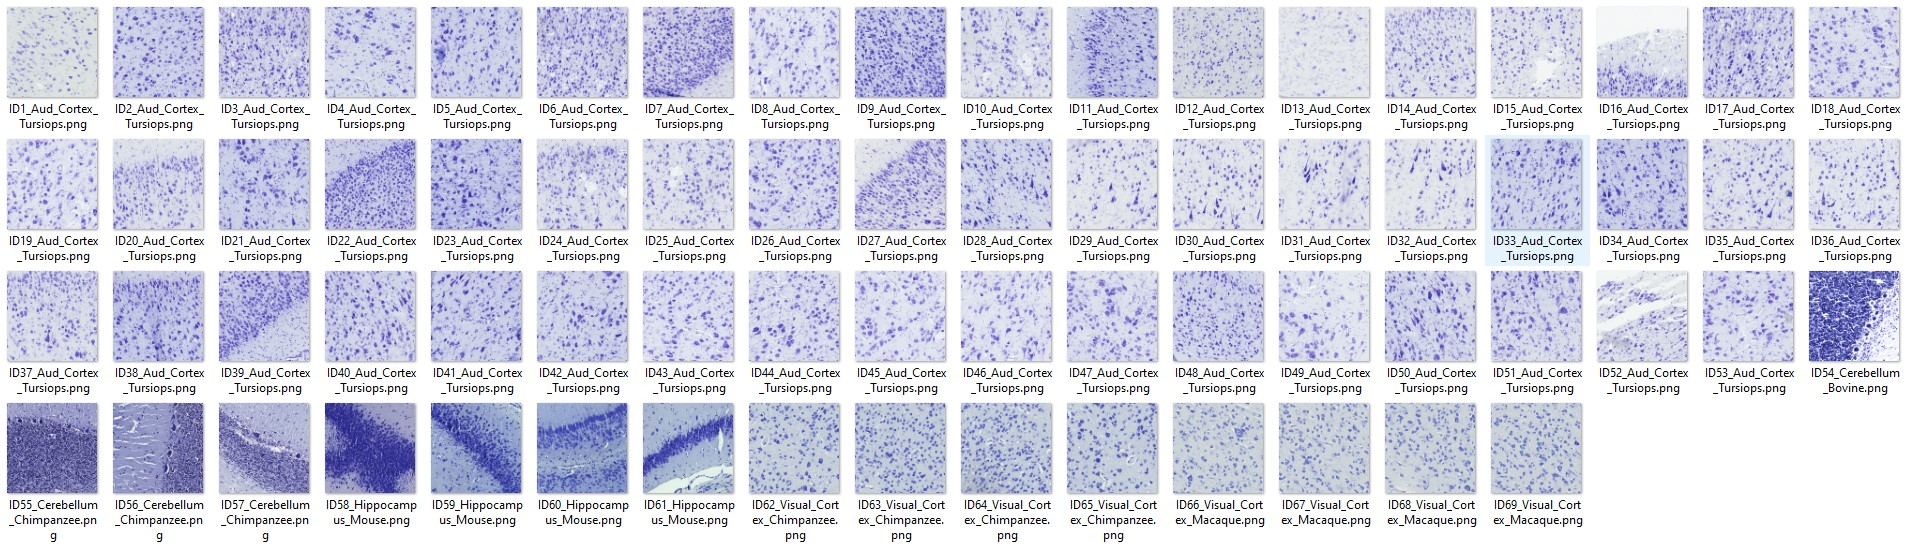 ID1_Aud_Cortex_ ID2_Aud_Cortex_ ID3_Aud_Cortex_ ID4_Aud_Cortex_ ID5_Aud_Cortex_ ID6_Aud_Cortex_ ID7_Aud_Cortex_ ID8_Aud_Cortex_ ID9_Aud_Cortex_ ID10_Aud_Cortex ID11_Aud_Cortex ID12_Aud_Cortex ID13_Aud_Cortex ID14_Aud_Cortex ID15_Aud_Cortex ID16_Aud_Cortex ID17_Aud_Cortex ID18_Aud_Cortex
Tursiops.png Tursiops.png Tursiops.png Tursiops.png Tursiops.png Tursiops.png Tursiops.png Tursiops.png Tursiops.png _Tursiops.png _Tursiops.png _Tursiops.png _Tursiops.png _Tursiops.png _Tursiops.png _Tursiops.png _Tursiops.png _Tursiops.png
ID19_Aud_Cortex ID20_Aud_Cortex ID21_Aud_Cortex ID22_Aud_Cortex ID23_Aud_Cortex ID24_Aud_Cortex ID25_Aud_Cortex ID26_Aud_Cortex ID27_Aud_Cortex ID28_Aud_Cortex ID29_Aud_Cortex ID30_Aud_Cortex ID31_Aud_Cortex ID32_Aud_Cortex ID33_Aud_Cortex ID34_Aud_Cortex ID35_Aud_Cortex ID36_Aud_Cortex
_Tursiops.png _Tursiops.png _Tursiops.png _Tursiops.png _Tursiops.png _Tursiops.png _Tursiops.png _Tursiops.png _Tursiops.png _Tursiops.png _Tursiops.png _Tursiops.png _Tursiops.png _Tursiops.png _Tursiops.png _Tursiops.png _Tursiops.png _Tursiops.png
ID37_Aud_Cortex ID38_Aud_Cortex ID39_Aud_Cortex ID40_Aud_Cortex ID41_Aud_Cortex ID42_Aud_Cortex ID43_Aud_Cortex ID44_Aud_Cortex ID45_Aud_Cortex ID46_Aud_Cortex ID47_Aud_Cortex ID48_Aud_Cortex ID49_Aud_Cortex ID50_Aud_Cortex ID51_Aud_Cortex ID52_Aud_Cortex ID53_Aud_Cortex ID54_Cerebellum
_Tursiops.png _Tursiops.png _Tursiops.png _Tursiops.png _Tursiops.png _Tursiops.png _Tursiops.png _Tursiops.png _Tursiops.png _Tursiops.png _Tursiops.png _Tursiops.png _Tursiops.png _Tursiops.png _Tursiops.png _Tursiops.png _Tursiops.png _Bovine.png
ID55_Cerebellum ID56_Cerebellum ID57_Cerebellum ID58_Hippocamp ID59_Hippocamp ID60_Hippocamp ID61_Hippocamp ID62_Visual_Cort ID63_Visual_Cort ID64_Visual_Cort ID65_Visual_Cort ID66_Visual_Cort ID67_Visual_Cort ID68_Visual_Cort ID69_Visual_Cort
_Chimpanzee.pn _Chimpanzee.pn _Chimpanzee.pn us_Mouse.png us_Mouse.png us_Mouse.png us_Mouse.png ex_Chimpanzee. ex_Chimpanzee. ex_Chimpanzee. ex_Chimpanzee. ex_Macaque.png ex_Macaque.png ex_Macaque.png ex_Macaque.png
g g g png png png png